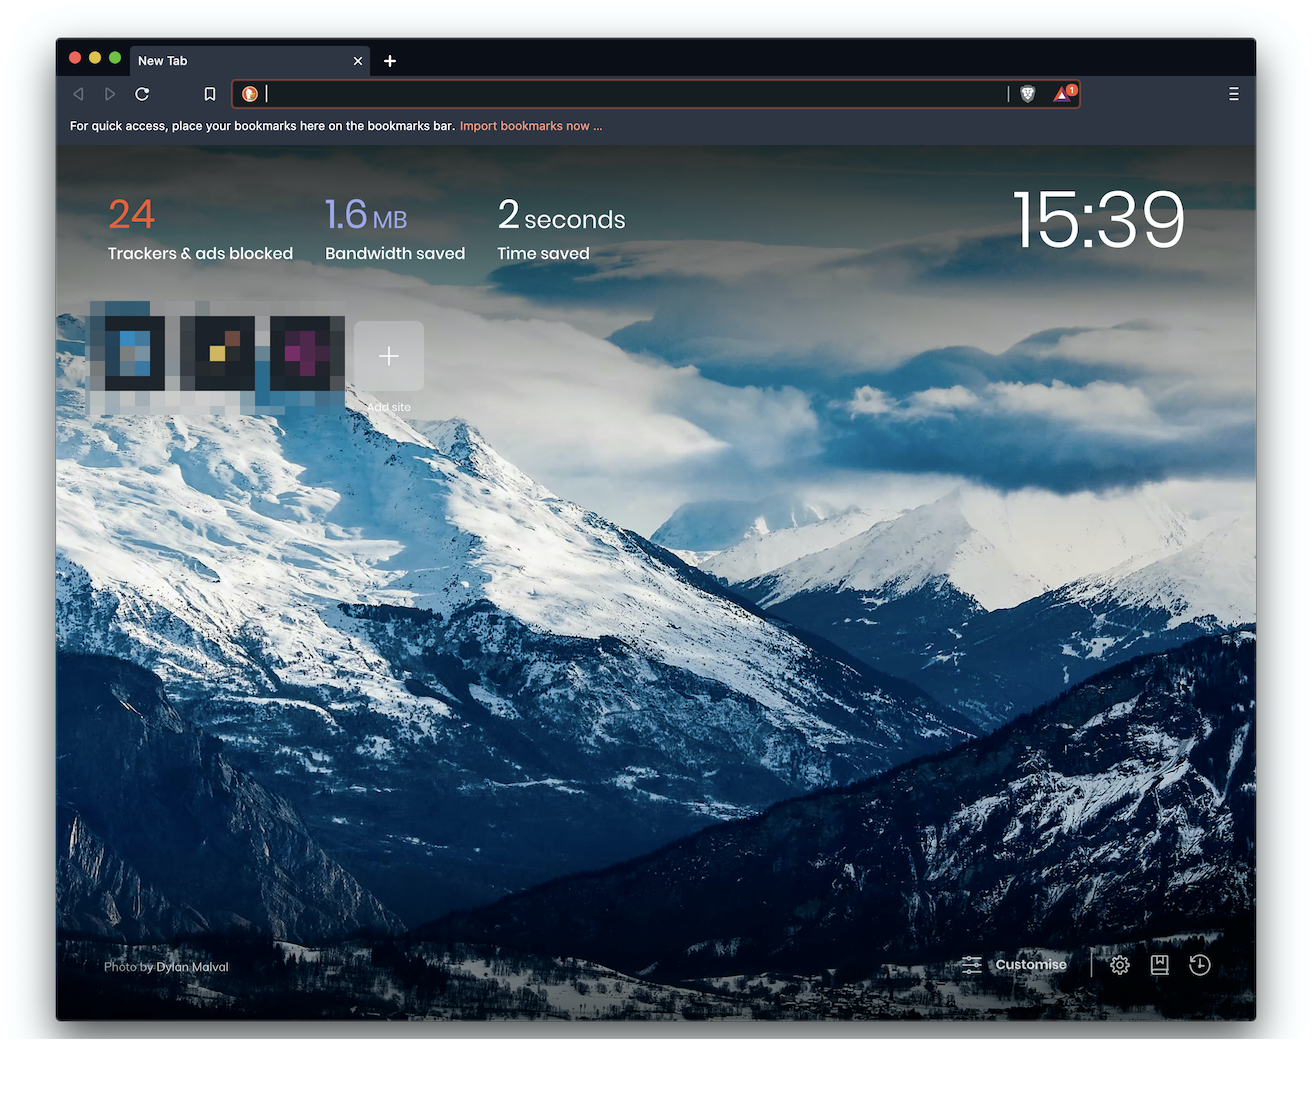 New Tab
1
For quick access, place your bookmarks here on the bookmarks bar. Import bookmarks now ...
24
Trackers & ads blocked
1.6 MB
Bandwidth saved
2 seconds
Time saved
15:39
Add site
Photo by Dylan Malval
Customise